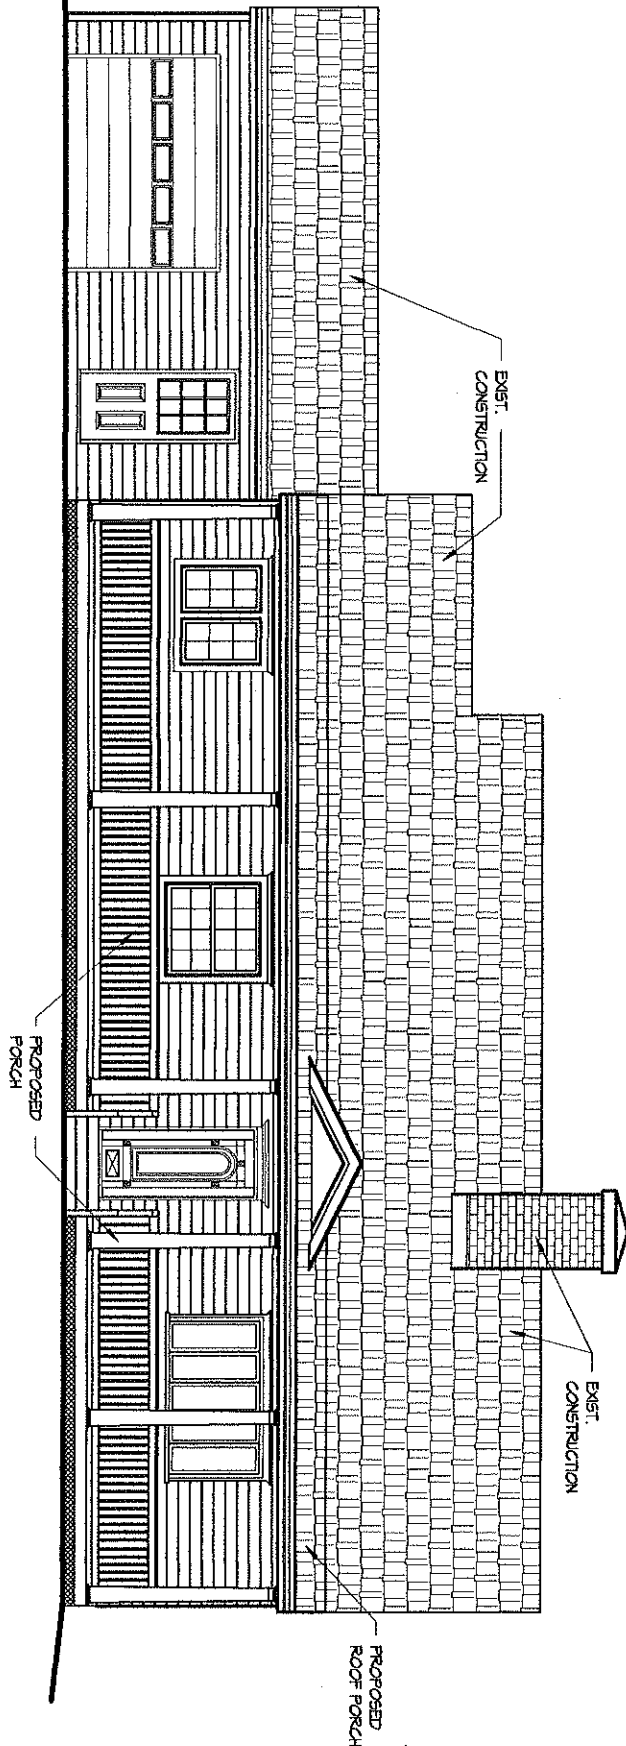 EXIST.
CONSTRUCTION
EXIST.
CONSTRUCTION
PROPOSED
PORCH
PROPOSED
ROOF PORCH